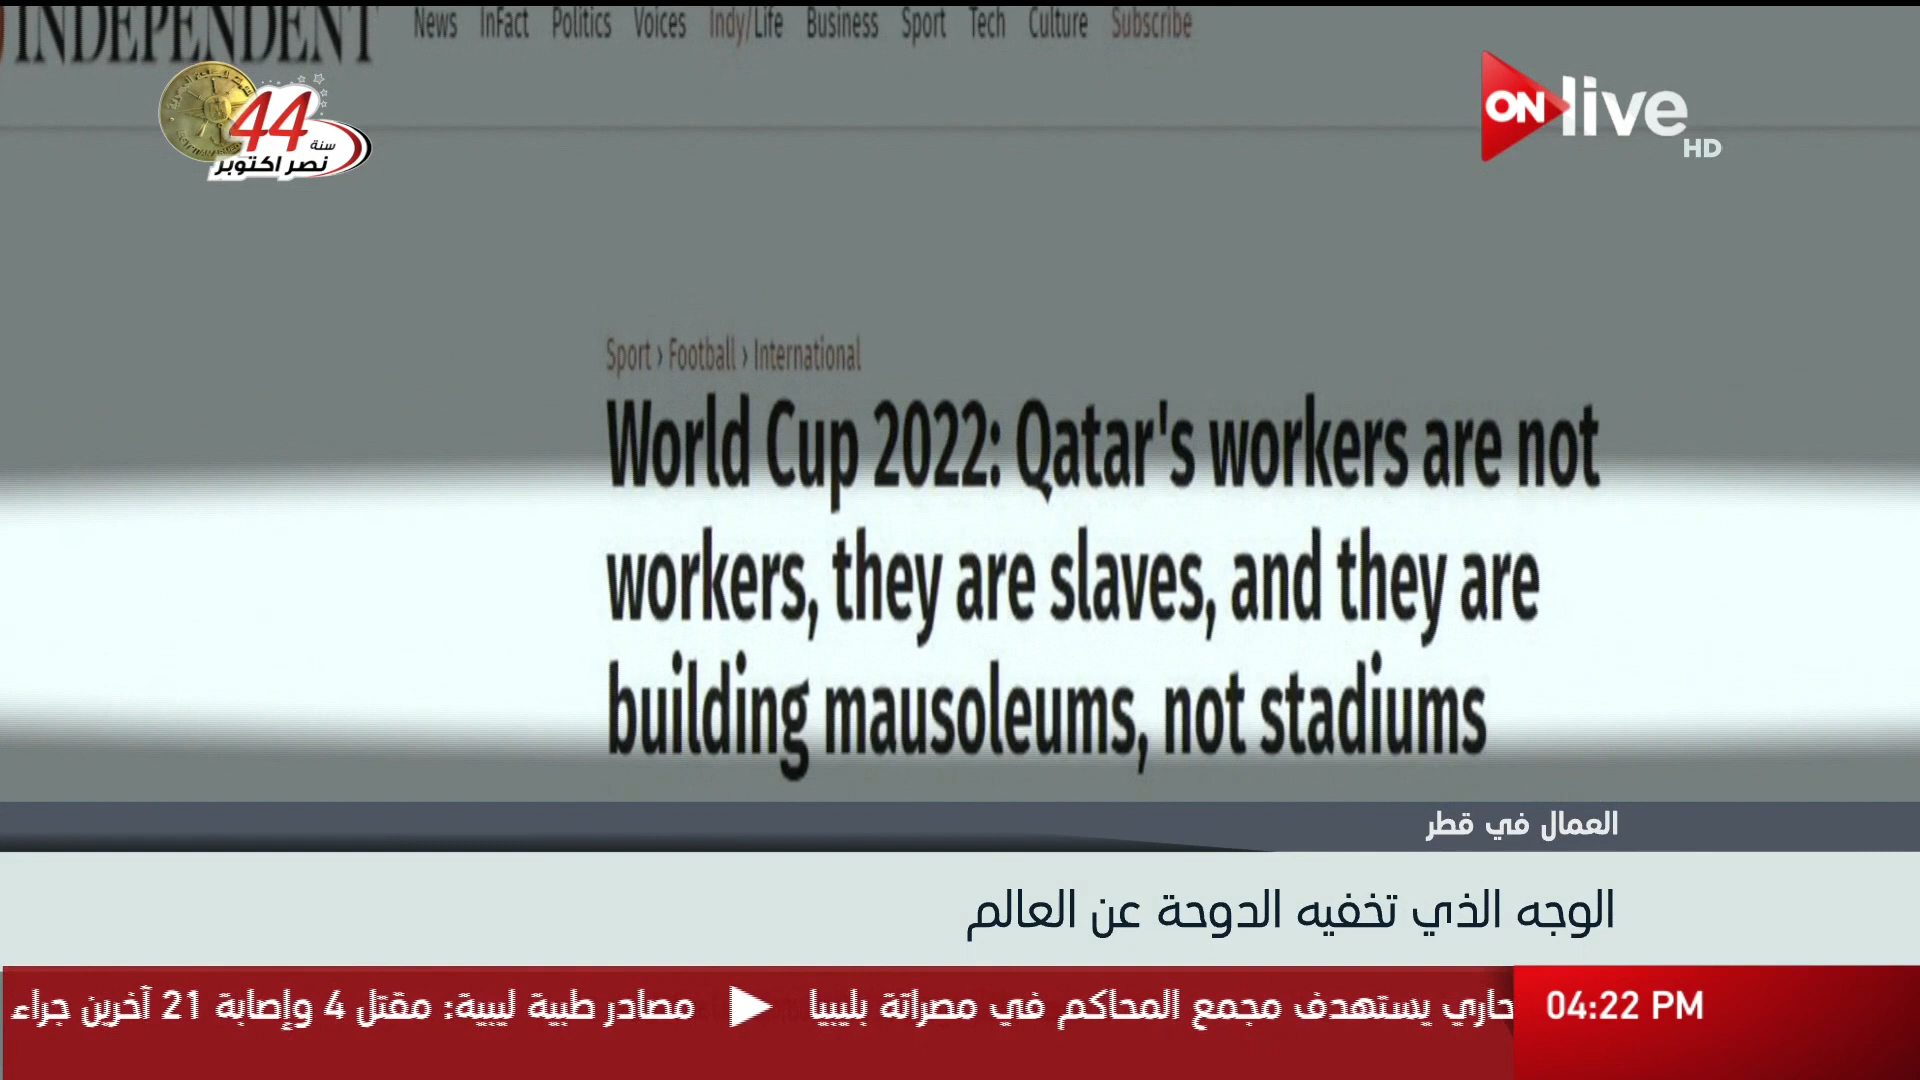 INDEPENDENT
News InFact Politics Voices Indy/Life Business Sport Tech Culture Subscribe
44
سنة
نصر اكتوبر
ON live
HD
Sport › Football › International
World Cup 2022: Qatar's workers are not
workers, they are slaves, and they are
building mausoleums, not stadiums
العمال في قطر
الوجه الذي تخفيه الدوحة عن العالم
حاري يستهدف مجمع المحاكم في مصراتة بليبيا ◀ مصادر طبية ليبية: مقتل 4 وإصابة 21 آخرين جراء
04:22 PM